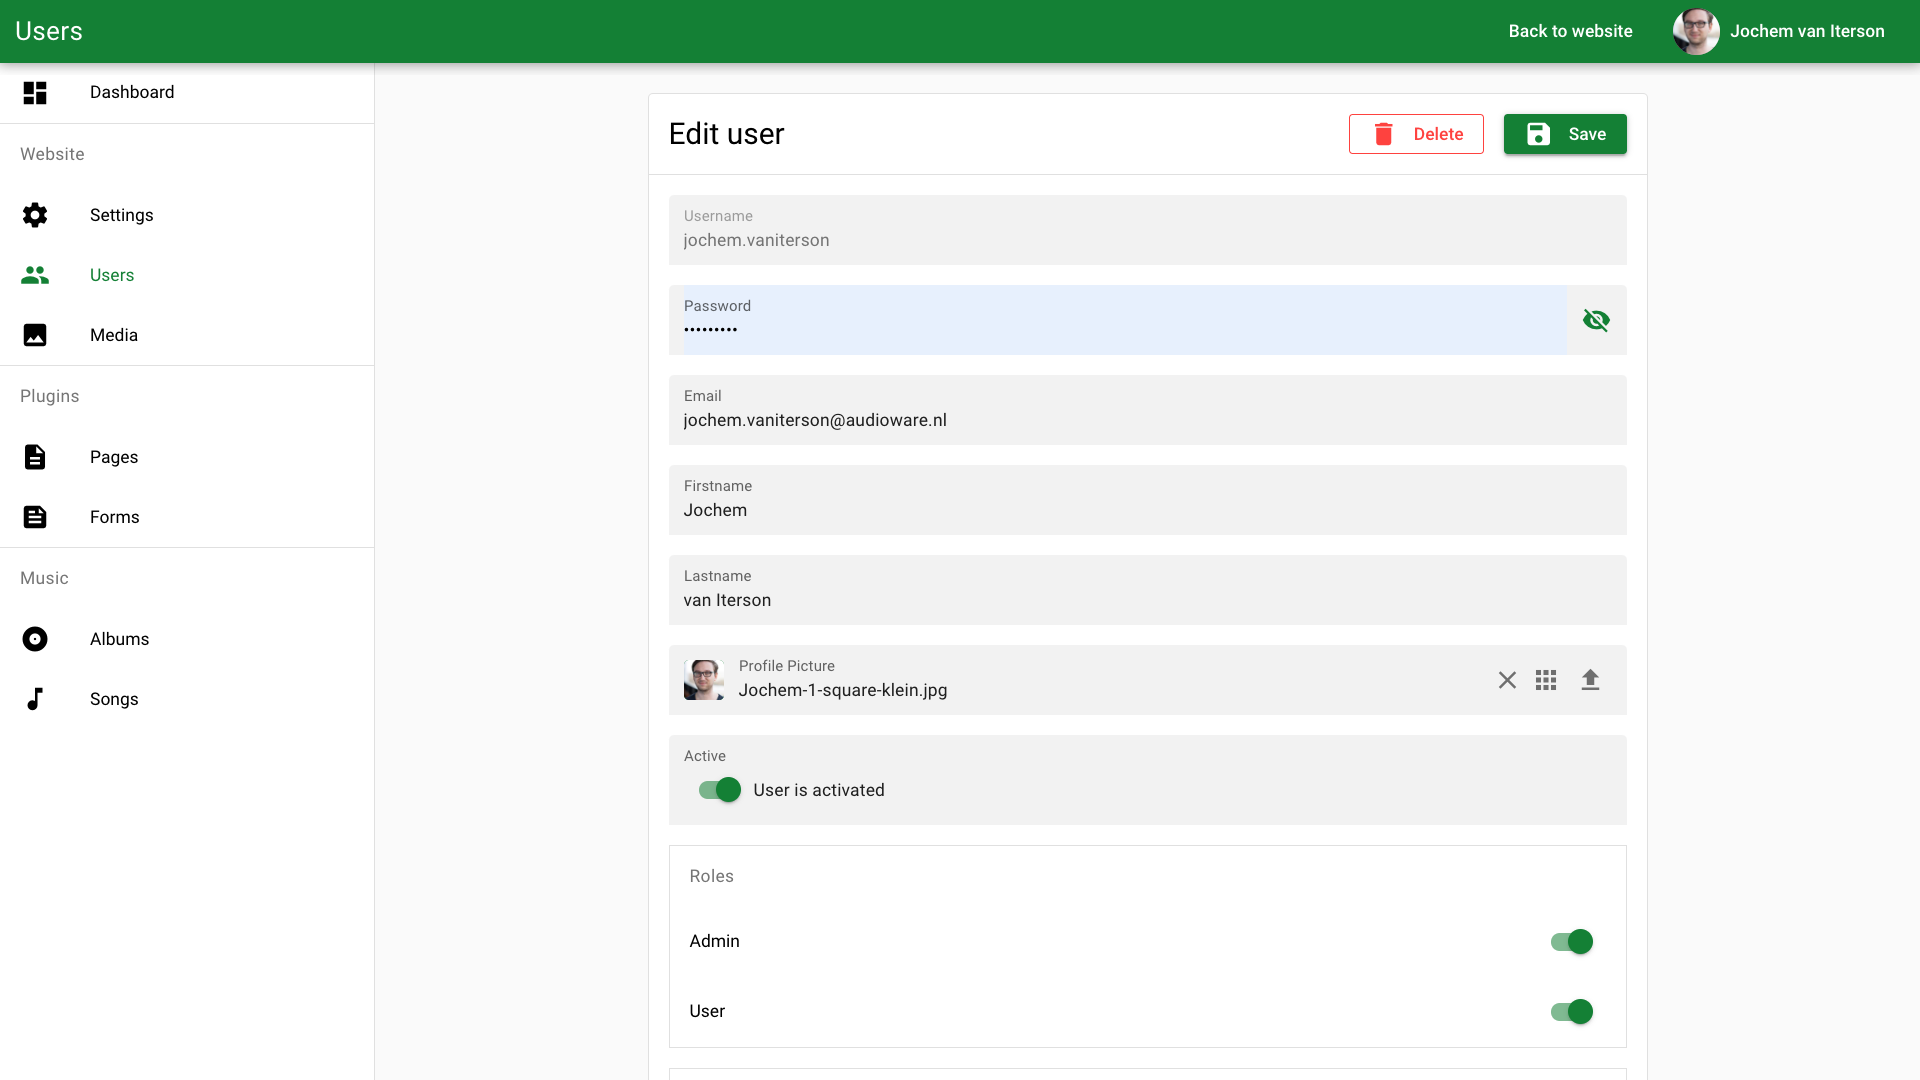 Users
Back to website
Jochem van Iterson
Dashboard
Website
Settings
Users
Media
Plugins
Pages
Forms
Music
Albums
Songs
Edit user
Delete
Save
Username
jochem.vaniterson
Password
•••••••••
Email
jochem.vaniterson@audioware.nl
Firstname
Jochem
Lastname
van Iterson
Profile Picture
Jochem-1-square-klein.jpg
Active
User is activated
Roles
Admin
User